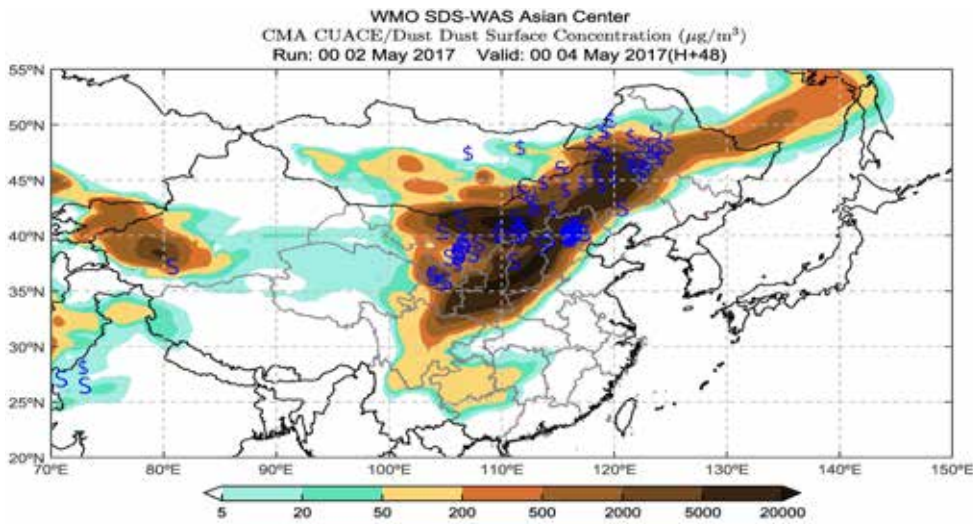 WMO SDS-WAS Asian Center
CMA CUACE/Dust Dust Surface Concentration (μg/m³)
Run: 00 02 May 2017 Valid: 00 04 May 2017(H+48)
55°N
50°N
45°N
40°N
35°N
30°N
25°N
20°N
70°E 80°E 90°E 100°E 110°E 120°E 130°E 140°E 150°E
5 20 50 200 500 2000 5000 20000